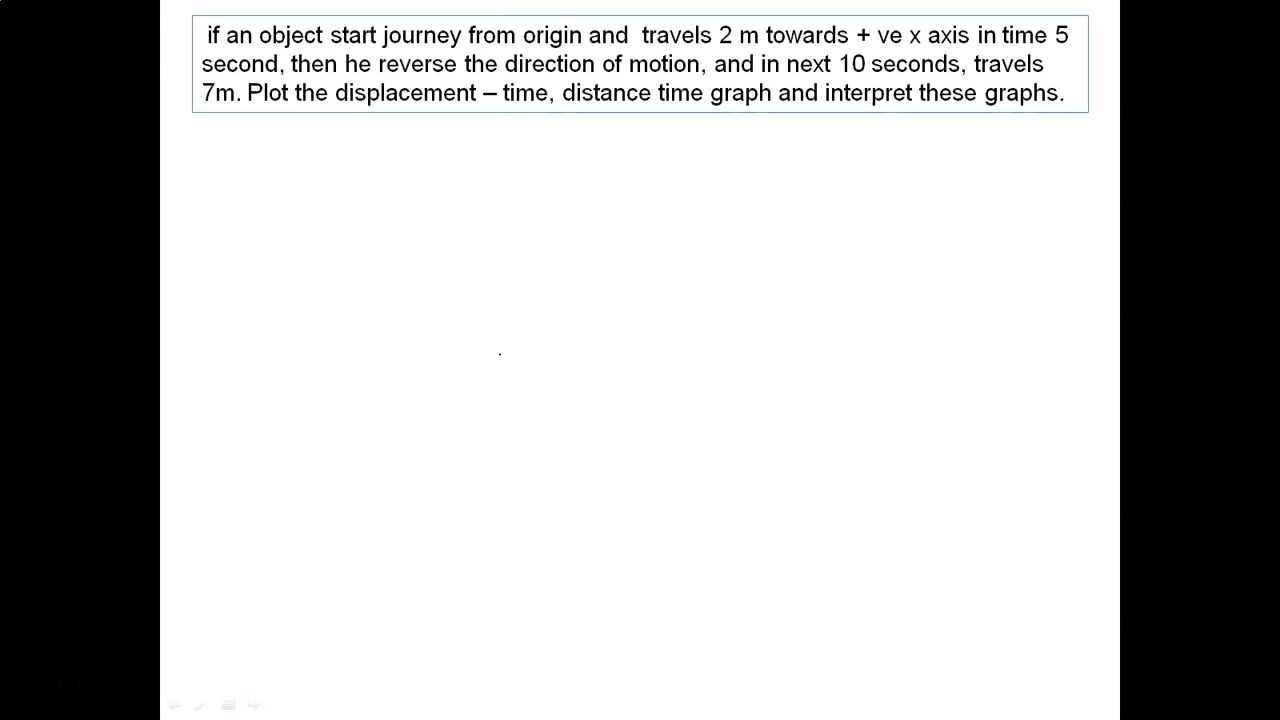 if an object start journey from origin and  travels 2 m towards + ve x axis in time 5
second, then he reverse the direction of motion, and in next 10 seconds, travels
7m. Plot the displacement – time, distance time graph and interpret these graphs.